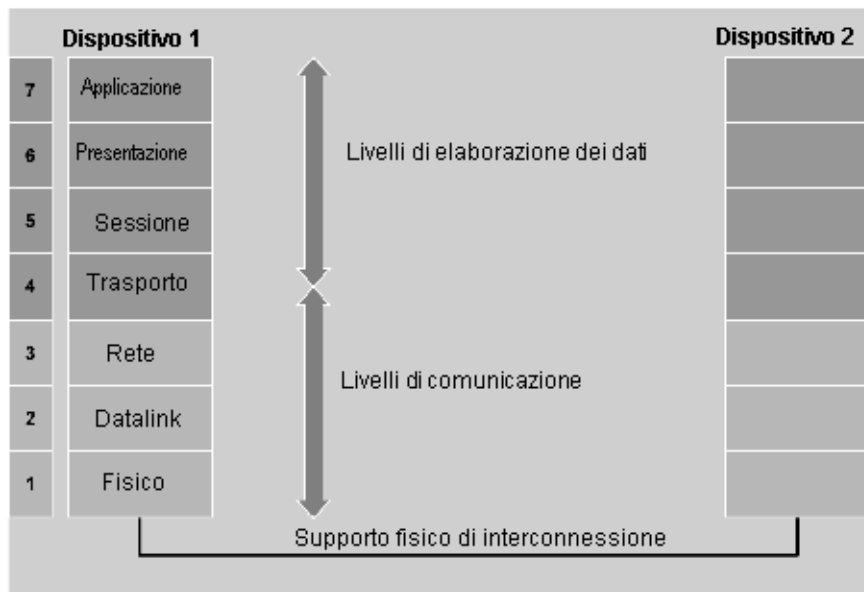 Dispositivo 1
Dispositivo 2
7
Applicazione
6
Presentazione
Livelli di elaborazione dei dati
5
Sessione
4
Trasporto
3
Rete
Livelli di comunicazione
2
Datalink
1
Fisico
Supporto fisico di interconnessione